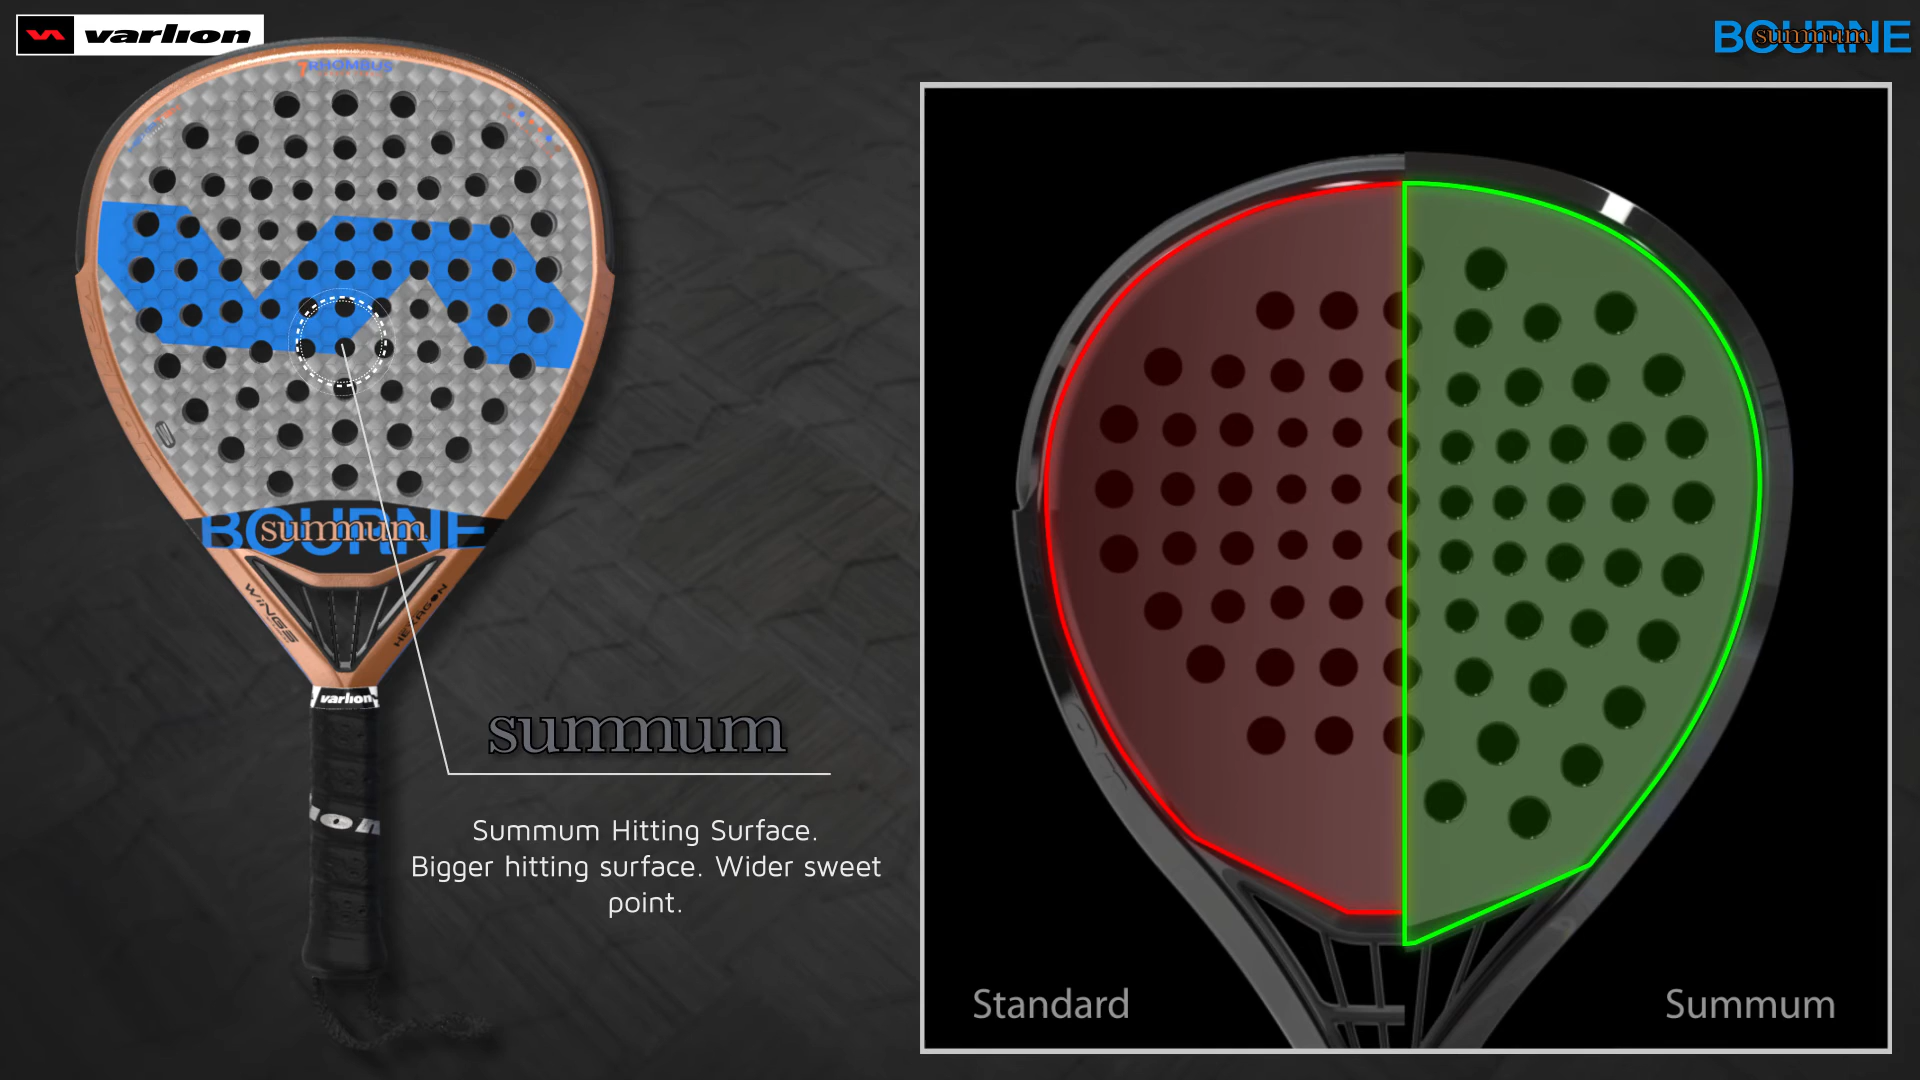 varlion
BOURNE
summum
7RHOMBUS
BOURNE
summum
WINGS
HEXAGON
varlion
summum
Summum Hitting Surface.
Bigger hitting surface. Wider sweet
point.
Standard
Summum